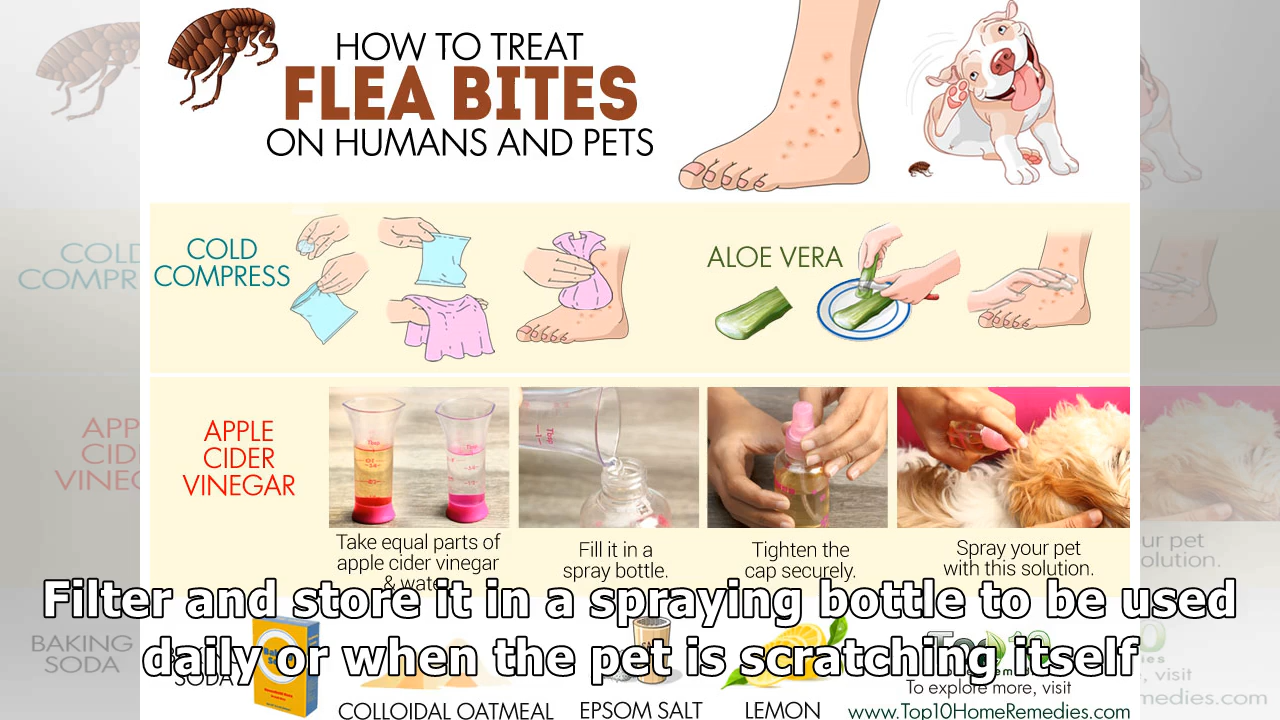 HOW TO TREAT
FLEA BITES
ON HUMANS AND PETS
COLD
COMPRESS
ALOE VERA
APPLE
CIDER
VINEGAR
Take equal parts of
apple cider vinegar
& water
Fill it in a
spray bottle.
Tighten the
cap securely.
Spray your pet
with this solution.
Filter and store it in a spraying bottle to be used
daily or when the pet is scratching itself
BAKING
SODA
COLLOIDAL OATMEAL
EPSOM SALT
LEMON
To explore more, visit
www.Top10HomeRemedies.com